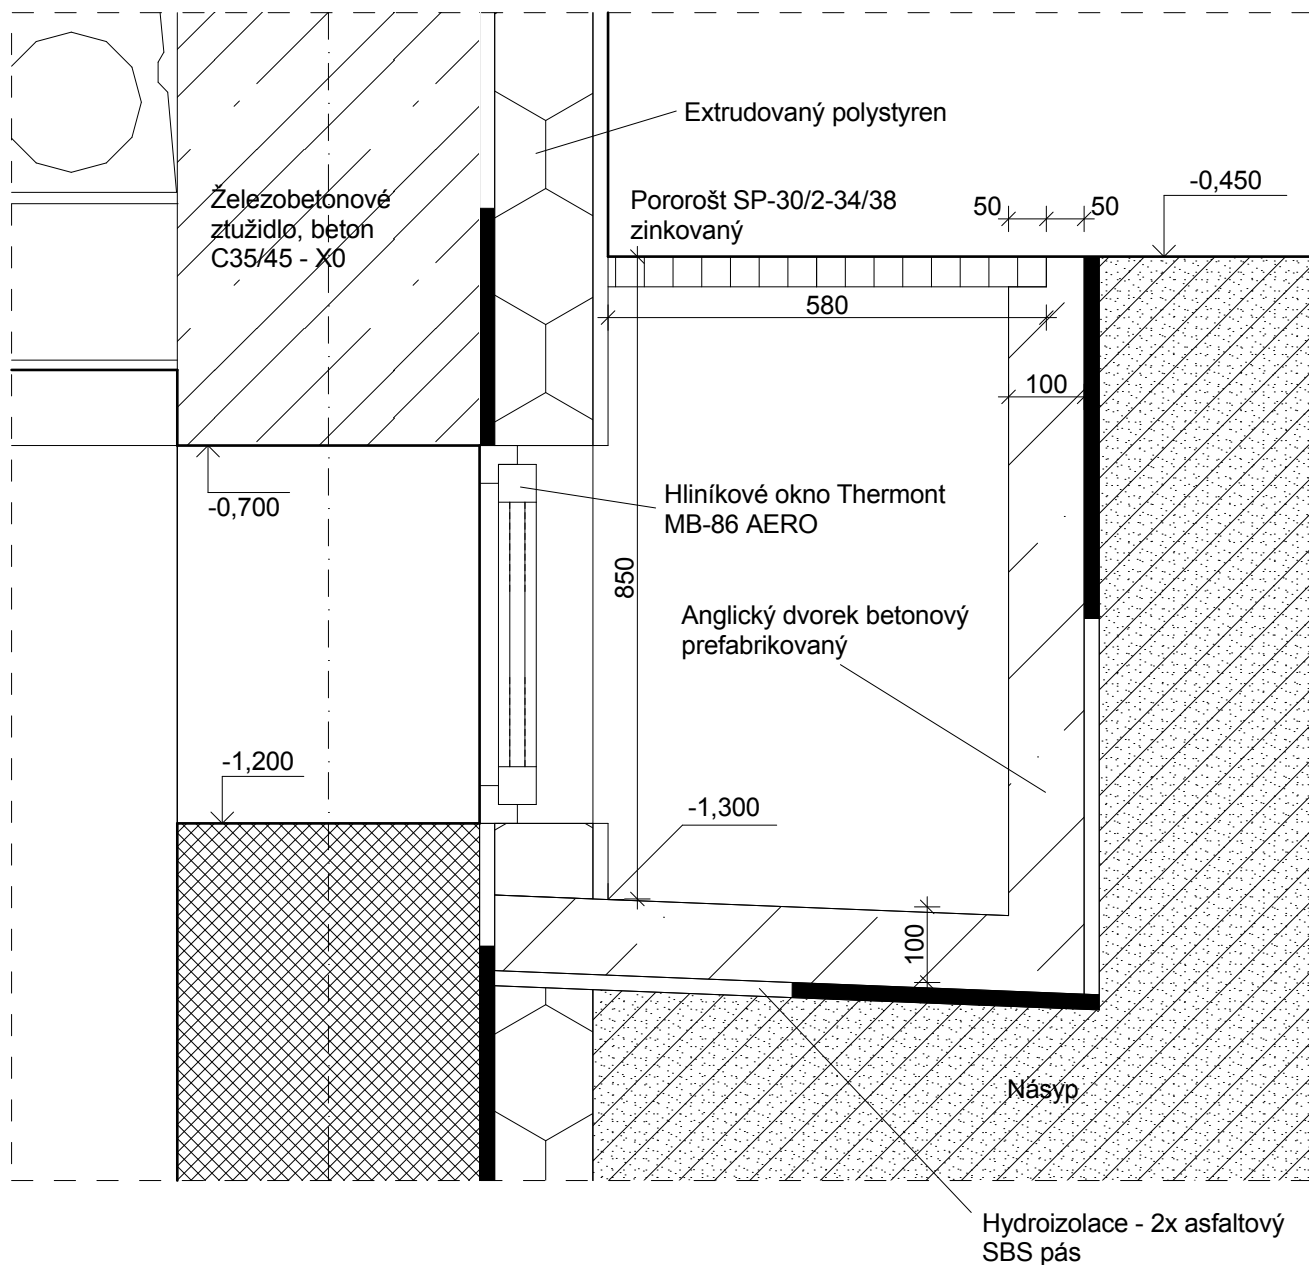 Extrudovaný polystyren
Železobetonové
ztužidlo, beton
C35/45 - X0
Pororošt SP-30/2-34/38
zinkovaný
50
50
-0,450
580
100
-0,700
Hliníkové okno Thermont
MB-86 AERO
850
Anglický dvorek betonový
prefabrikovaný
-1,200
-1,300
100
Násyp
Hydroizolace - 2x asfaltový
SBS pás